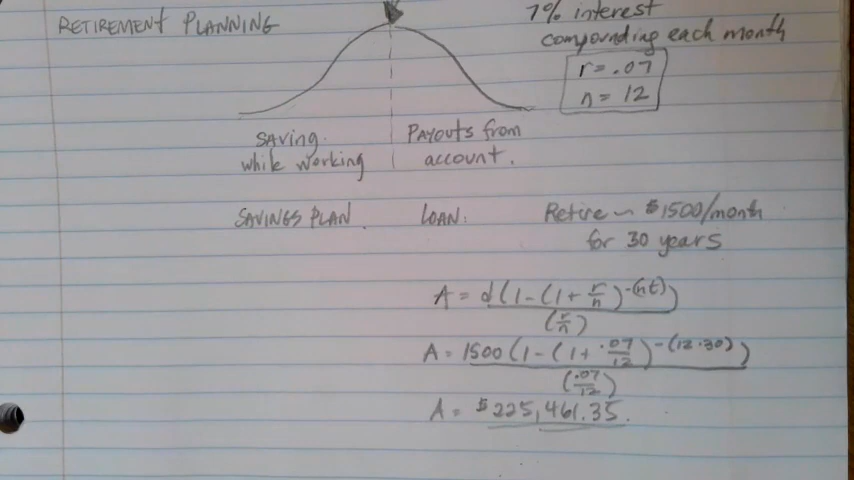 RETIREMENT PLANNING
7% interest
compounding each month
r = .07
n = 12
Saving
while working
Payouts from
account.
SAVINGS PLAN.
LOAN:
Retire ~ $1500/month
for 30 years
A = d(1-(1+r/n)^-(nt)) / (r/n)
A = 1500(1-(1+.07/12)^-(12·30)) / (.07/12)
A = $225,461.35.